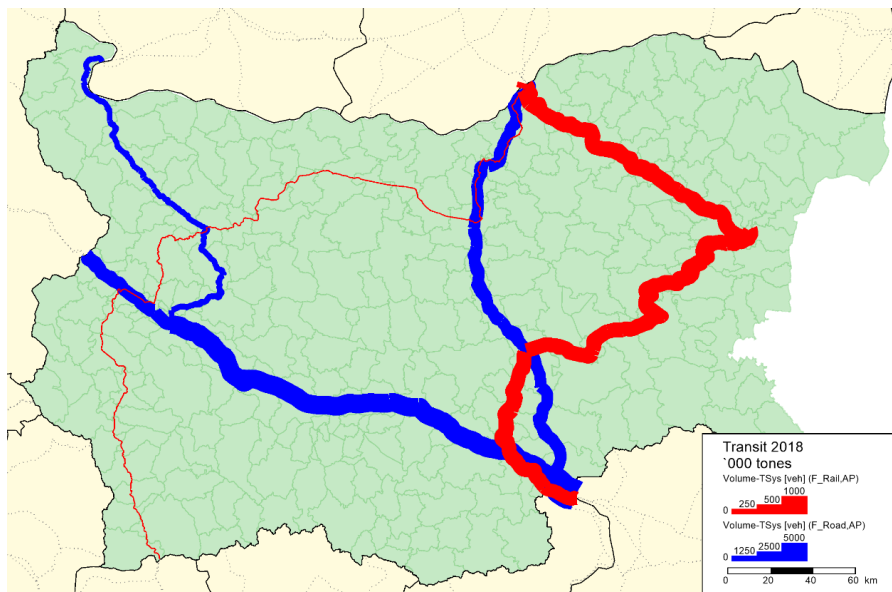 Transit 2018
`000 tones
Volume-TSys [veh] (F_Rail,AP)
0 250 500 1000
Volume-TSys [veh] (F_Road,AP)
0 1250 2500 5000
0 20 40 60 km